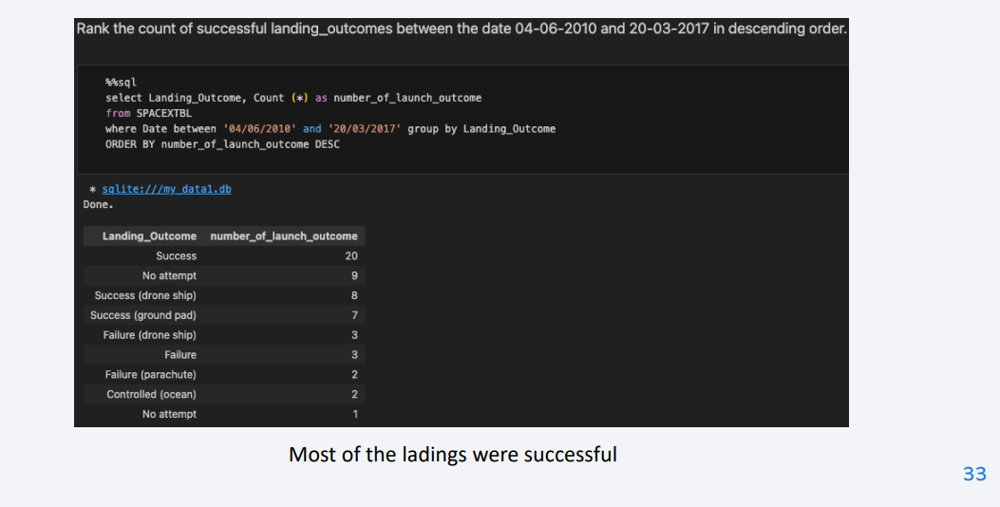 Rank the count of successful landing_outcomes between the date 04-06-2010 and 20-03-2017 in descending order.
%%sql
select Landing_Outcome, Count (*) as number_of_launch_outcome
from SPACEXTBL
where Date between '04/06/2010' and '20/03/2017' group by Landing_Outcome
ORDER BY number_of_launch_outcome DESC
* sqlite:///my_data1.db
Done.
Landing_Outcome number_of_launch_outcome
Success 20
No attempt 9
Success (drone ship) 8
Success (ground pad) 7
Failure (drone ship) 3
Failure 3
Failure (parachute) 2
Controlled (ocean) 2
No attempt 1
Most of the ladings were successful
33